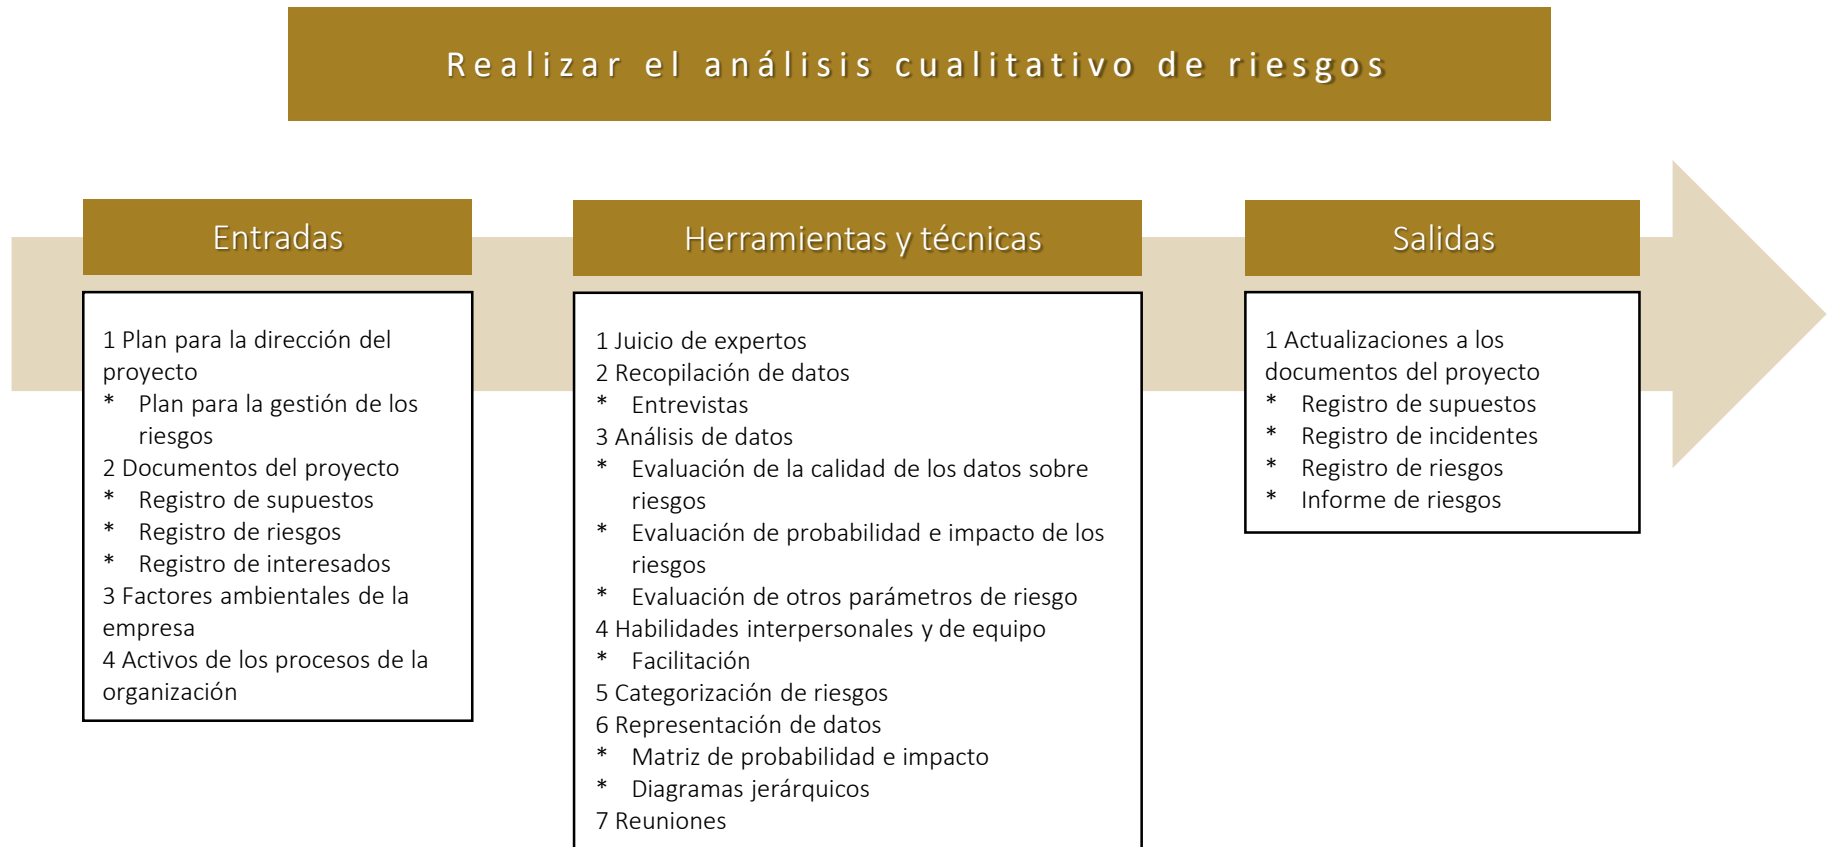 Realizar el análisis cualitativo de riesgos
Entradas
1 Plan para la dirección del
proyecto
* Plan para la gestión de los
riesgos
2 Documentos del proyecto
* Registro de supuestos
* Registro de riesgos
* Registro de interesados
3 Factores ambientales de la
empresa
4 Activos de los procesos de la
organización
Herramientas y técnicas
1 Juicio de expertos
2 Recopilación de datos
* Entrevistas
3 Análisis de datos
* Evaluación de la calidad de los datos sobre
riesgos
* Evaluación de probabilidad e impacto de los
riesgos
* Evaluación de otros parámetros de riesgo
4 Habilidades interpersonales y de equipo
* Facilitación
5 Categorización de riesgos
6 Representación de datos
* Matriz de probabilidad e impacto
* Diagramas jerárquicos
7 Reuniones
Salidas
1 Actualizaciones a los
documentos del proyecto
* Registro de supuestos
* Registro de incidentes
* Registro de riesgos
* Informe de riesgos